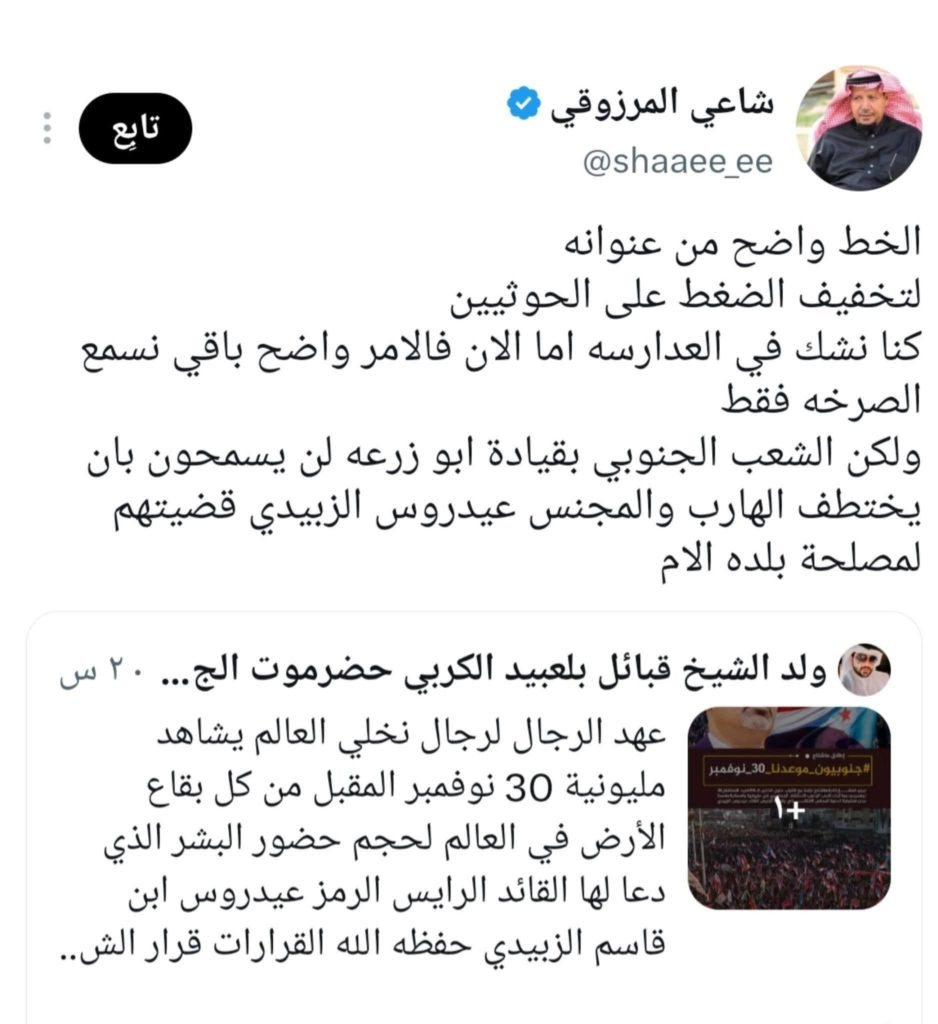 شاعي المرزوقي
@shaaee_ee
تابِع
الخط واضح من عنوانه
لتخفيف الضغط على الحوثيين
كنا نشك في العدارسه اما الان فالامر واضح باقي نسمع
الصرخه فقط
ولكن الشعب الجنوبي بقيادة ابو زرعه لن يسمحون بان
يختطف الهارب والمجنس عيدروس الزبيدي قضيتهم
لمصلحة بلده الام
ولد الشيخ قبائل بلعبيد الكربي حضرموت الج... ٢٠ س
عهد الرجال لرجال نخلي العالم يشاهد
مليونية 30 نوفمبر المقبل من كل بقاع
الأرض في العالم لحجم حضور البشر الذي
دعا لها القائد الرايس الرمز عيدروس ابن
قاسم الزبيدي حفظه الله القرارات قرار الش..
#جنوبيون_موعدنا_30_نوفمبر
+١